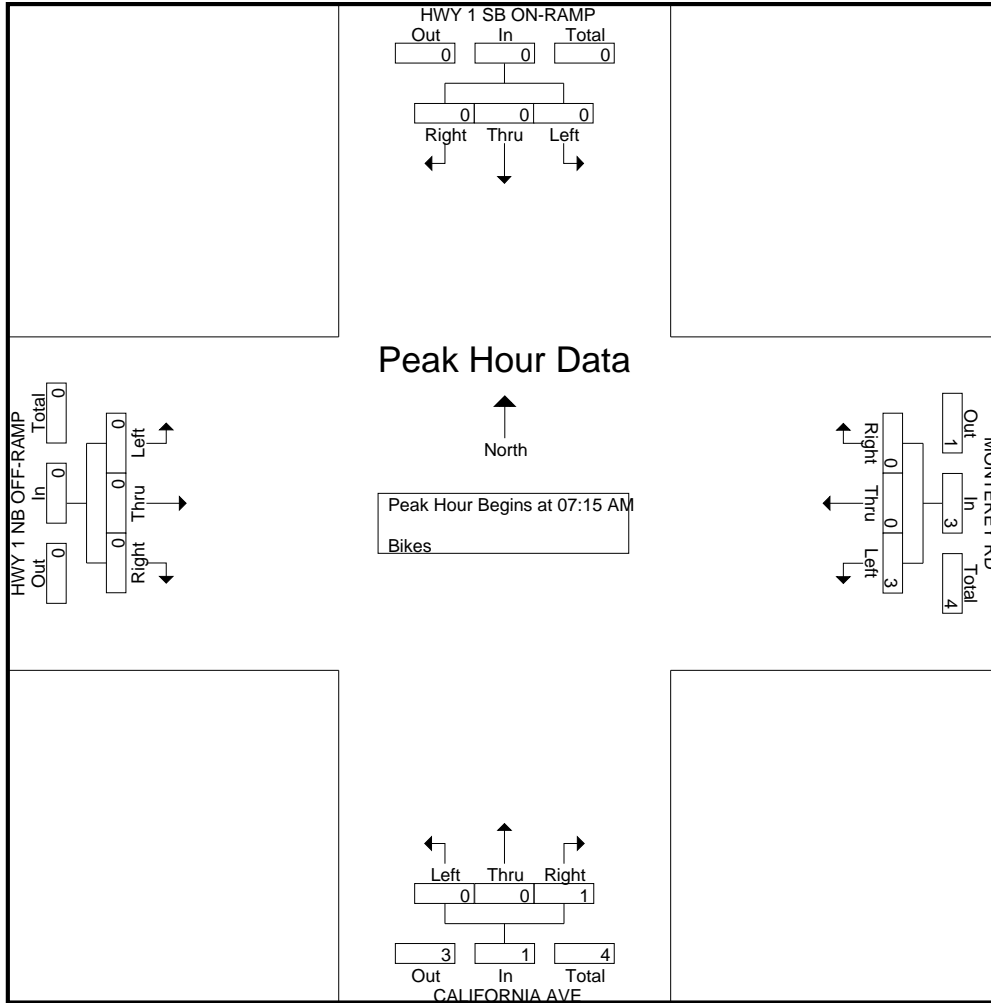 HWY 1 SB ON-RAMP
Out In Total
0 0 0
0 0 0
Right Thru Left
Peak Hour Data
North
Peak Hour Begins at 07:15 AM
Bikes
HWY 1 NB OFF-RAMP
Total In Out
0 0 0
0 0 0
Left Thru Right
Right Thru Left
0 0 3
1 3 4
Out In Total
MONTEREY RD
Left Thru Right
0 0 1
3 1 4
Out In Total
CALIFORNIA AVE